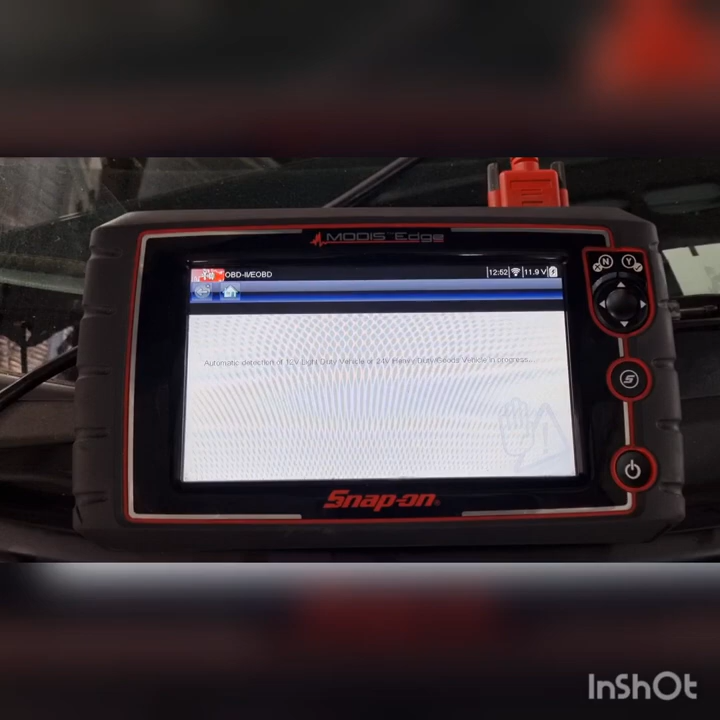 MODIS Edge
OBD-II/EOBD
12:52
11.9 V
N
Y
Automatic detection of 12V Light Duty Vehicle or 24V Heavy Duty/Goods Vehicle in progress....
S
Snap-on
InShOt